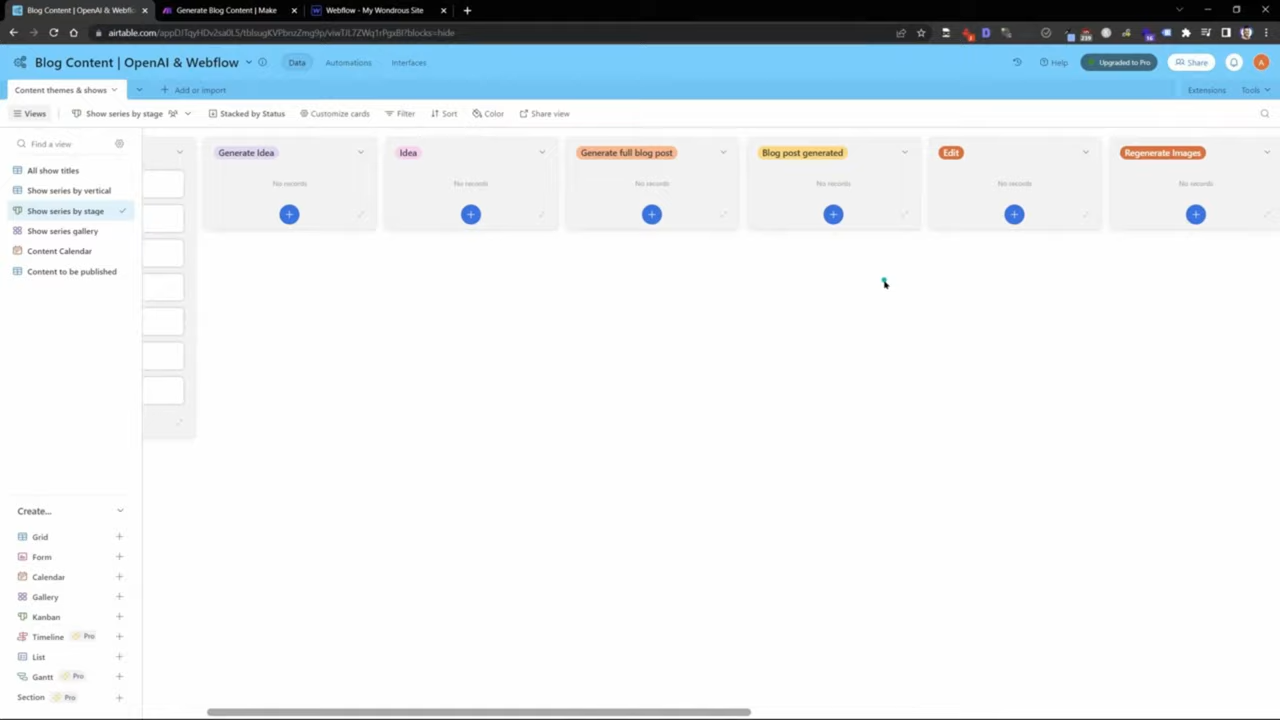 Blog Content | OpenAI & Webflo
Generate Blog Content | Make
Webflow - My Wondrous Site
Blog Content | OpenAI & Webflow
Data
Automations
Interfaces
Help
Upgraded to Pro
Share
A
Content themes & shows
Add or import
Extensions
Tools
Views
Show series by stage
Stacked by Status
Customize cards
Filter
Sort
Color
Share view
Find a view
All show titles
Show series by vertical
Show series by stage
Show series gallery
Content Calendar
Content to be published
Generate Idea
No records
Idea
No records
Generate full blog post
No records
Blog post generated
No records
Edit
No records
Regenerate Images
No records
Create...
Grid
Form
Calendar
Gallery
Kanban
Timeline Pro
List
Gantt Pro
Section Pro